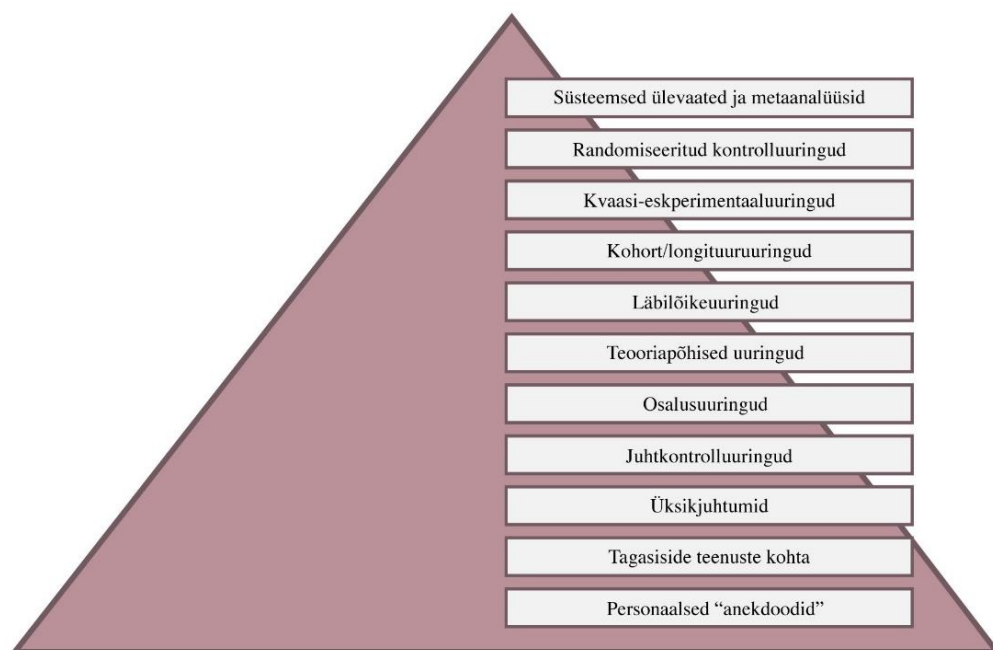 Süsteemsed ülevaated ja metaanalüüsid
Randomiseeritud kontrolluuringud
Kvaasi-eskperimentaaluuringud
Kohort/longituuruuringud
Läbilõikeuuringud
Teooriapõhised uuringud
Osalusuuringud
Juhtkontrolluuringud
Üksikjuhtumid
Tagasiside teenuste kohta
Personaalsed “anekdoodid”